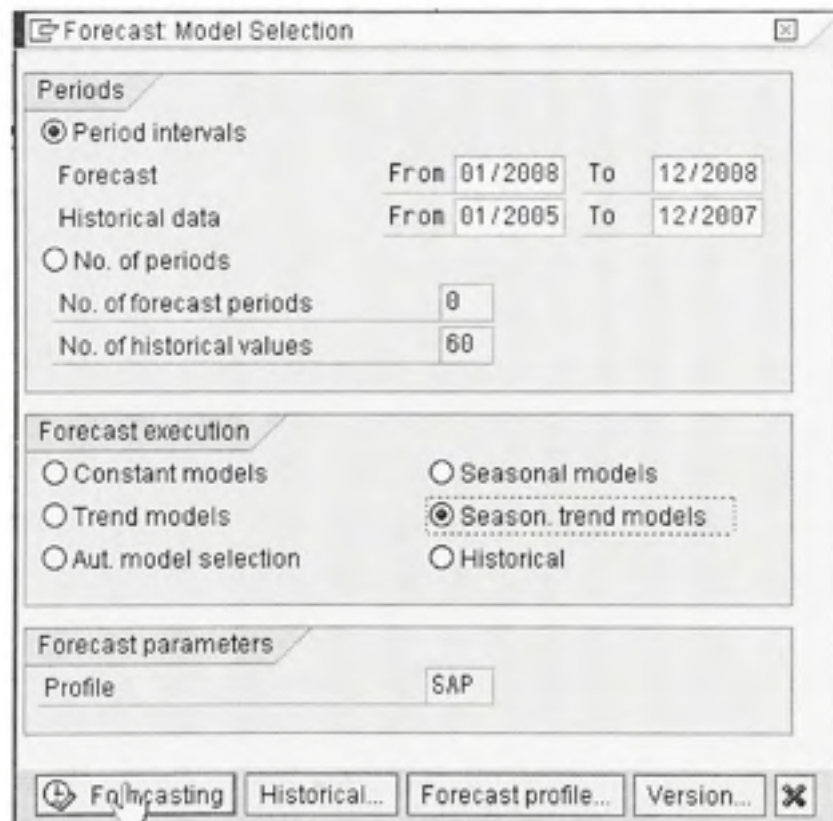 Forecast: Model Selection
Periods
Period intervals
Forecast From 01/2008 To 12/2008
Historical data From 01/2005 To 12/2007
No. of periods
No. of forecast periods 0
No. of historical values 60
Forecast execution
Constant models Seasonal models
Trend models Season. trend models
Aut. model selection Historical
Forecast parameters
Profile SAP
Forecasting Historical... Forecast profile... Version...